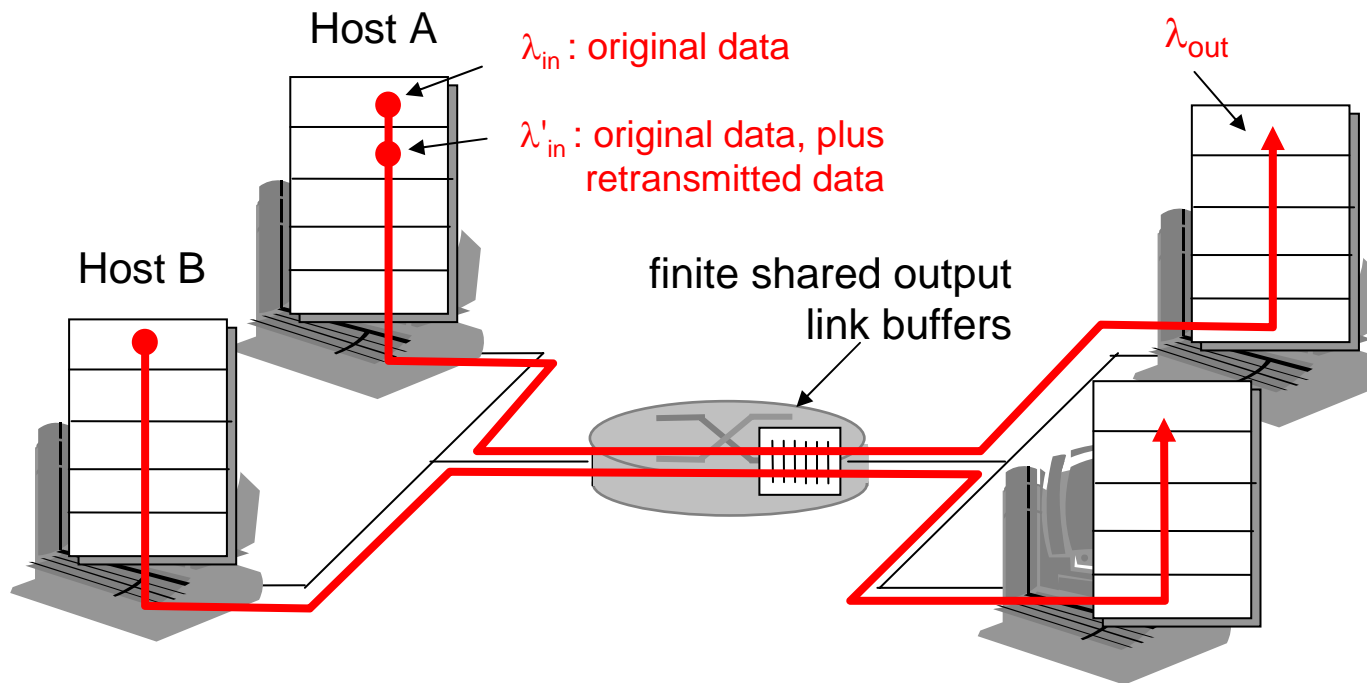 Host A
λin : original data
λ'in : original data, plus
retransmitted data
λout
Host B
finite shared output
link buffers